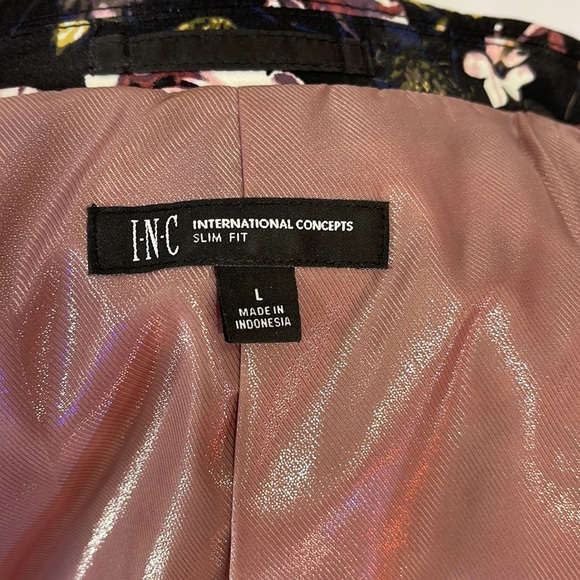 I·N·C INTERNATIONAL CONCEPTS
SLIM FIT
L
MADE IN
INDONESIA